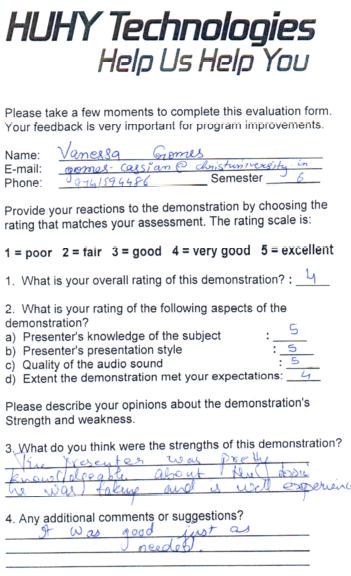 HUHY Technologies
Help Us Help You
Please take a few moments to complete this evaluation form.
Your feedback is very important for program improvements.
Name: Vanessa Gomes
E-mail: gomes.cassian@christuniversity.in
Phone: Semester 6
Provide your reactions to the demonstration by choosing the
rating that matches your assessment. The rating scale is:
1 = poor 2 = fair 3 = good 4 = very good 5 = excellent
1. What is your overall rating of this demonstration? : 4
2. What is your rating of the following aspects of the
demonstration?
a) Presenter's knowledge of the subject : 5
b) Presenter's presentation style : 5
c) Quality of the audio sound : 5
d) Extent the demonstration met your expectations: 4
Please describe your opinions about the demonstration's
Strength and weakness.
3. What do you think were the strengths of this demonstration?
The Presenter was pretty
knowledgeable about the
he was taking and is well
4. Any additional comments or suggestions?
It was good just as
needed.